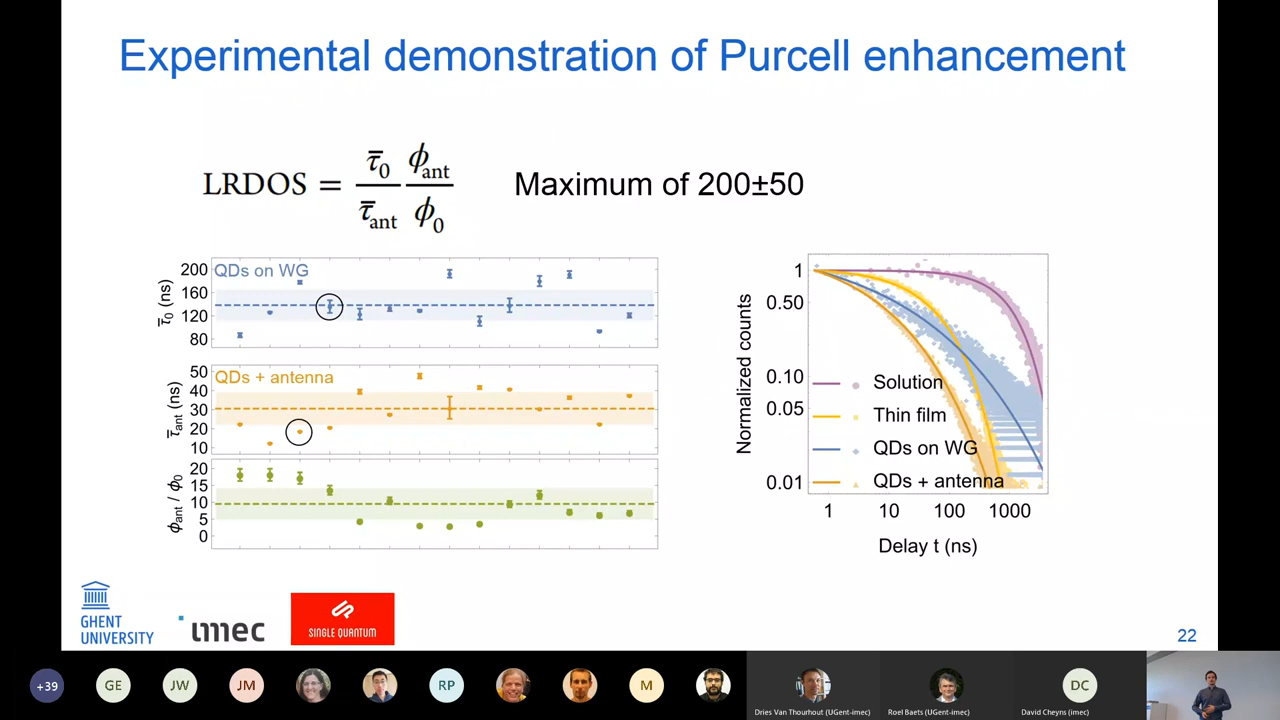 Experimental demonstration of Purcell enhancement
LRDOS = τ̄0/τ̄ant ϕant/ϕ0
Maximum of 200±50
QDs on WG
τ̄0 (ns)
200
160
120
80
QDs + antenna
τ̄ant (ns)
50
40
30
20
10
ϕant / ϕ0
20
15
10
5
0
Normalized counts
1
0.50
0.10
0.05
0.01
Solution
Thin film
QDs on WG
QDs + antenna
1 10 100 1000
Delay t (ns)
GHENT
UNIVERSITY
imec
SINGLE QUANTUM
22
+39
GE
JW
JM
RP
M
DC
Dries Van Thourhout (UGent-imec)
Roel Baets (UGent-imec)
David Cheyns (imec)